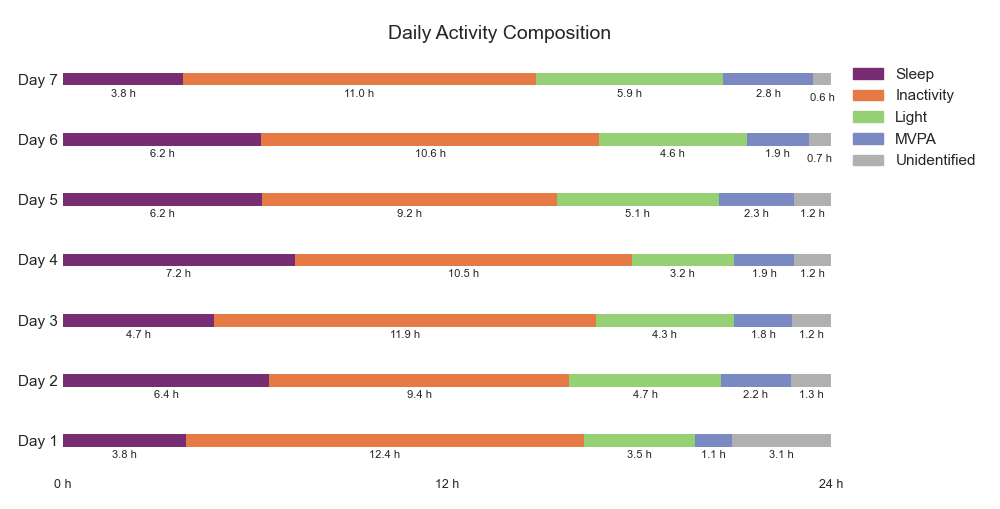 Daily Activity Composition
Day 7
3.8 h 11.0 h 5.9 h 2.8 h 0.6 h
Day 6
6.2 h 10.6 h 4.6 h 1.9 h 0.7 h
Day 5
6.2 h 9.2 h 5.1 h 2.3 h 1.2 h
Day 4
7.2 h 10.5 h 3.2 h 1.9 h 1.2 h
Day 3
4.7 h 11.9 h 4.3 h 1.8 h 1.2 h
Day 2
6.4 h 9.4 h 4.7 h 2.2 h 1.3 h
Day 1
3.8 h 12.4 h 3.5 h 1.1 h 3.1 h
0 h 12 h 24 h
Sleep
Inactivity
Light
MVPA
Unidentified